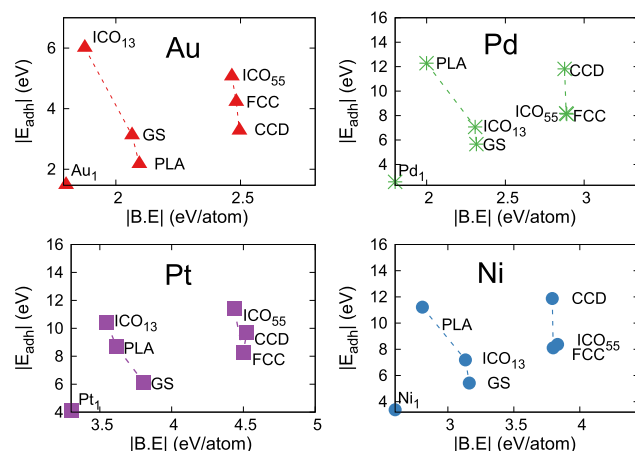 Au
|E_adh| (eV)
6
4
2
ICO₁₃
GS
PLA
Au₁
ICO₅₅
FCC
CCD
2
2.5
|B.E| (eV/atom)
Pd
|E_adh| (eV)
16
14
12
10
8
6
4
PLA
ICO₁₃
GS
Pd₁
CCD
ICO₅₅
FCC
2
2.5
3
|B.E| (eV/atom)
Pt
|E_adh| (eV)
16
14
12
10
8
6
4
ICO₁₃
PLA
GS
Pt₁
ICO₅₅
CCD
FCC
3.5
4
4.5
5
|B.E| (eV/atom)
Ni
|E_adh| (eV)
16
14
12
10
8
6
4
PLA
ICO₁₃
GS
Ni₁
CCD
ICO₅₅
FCC
3
3.5
4
|B.E| (eV/atom)